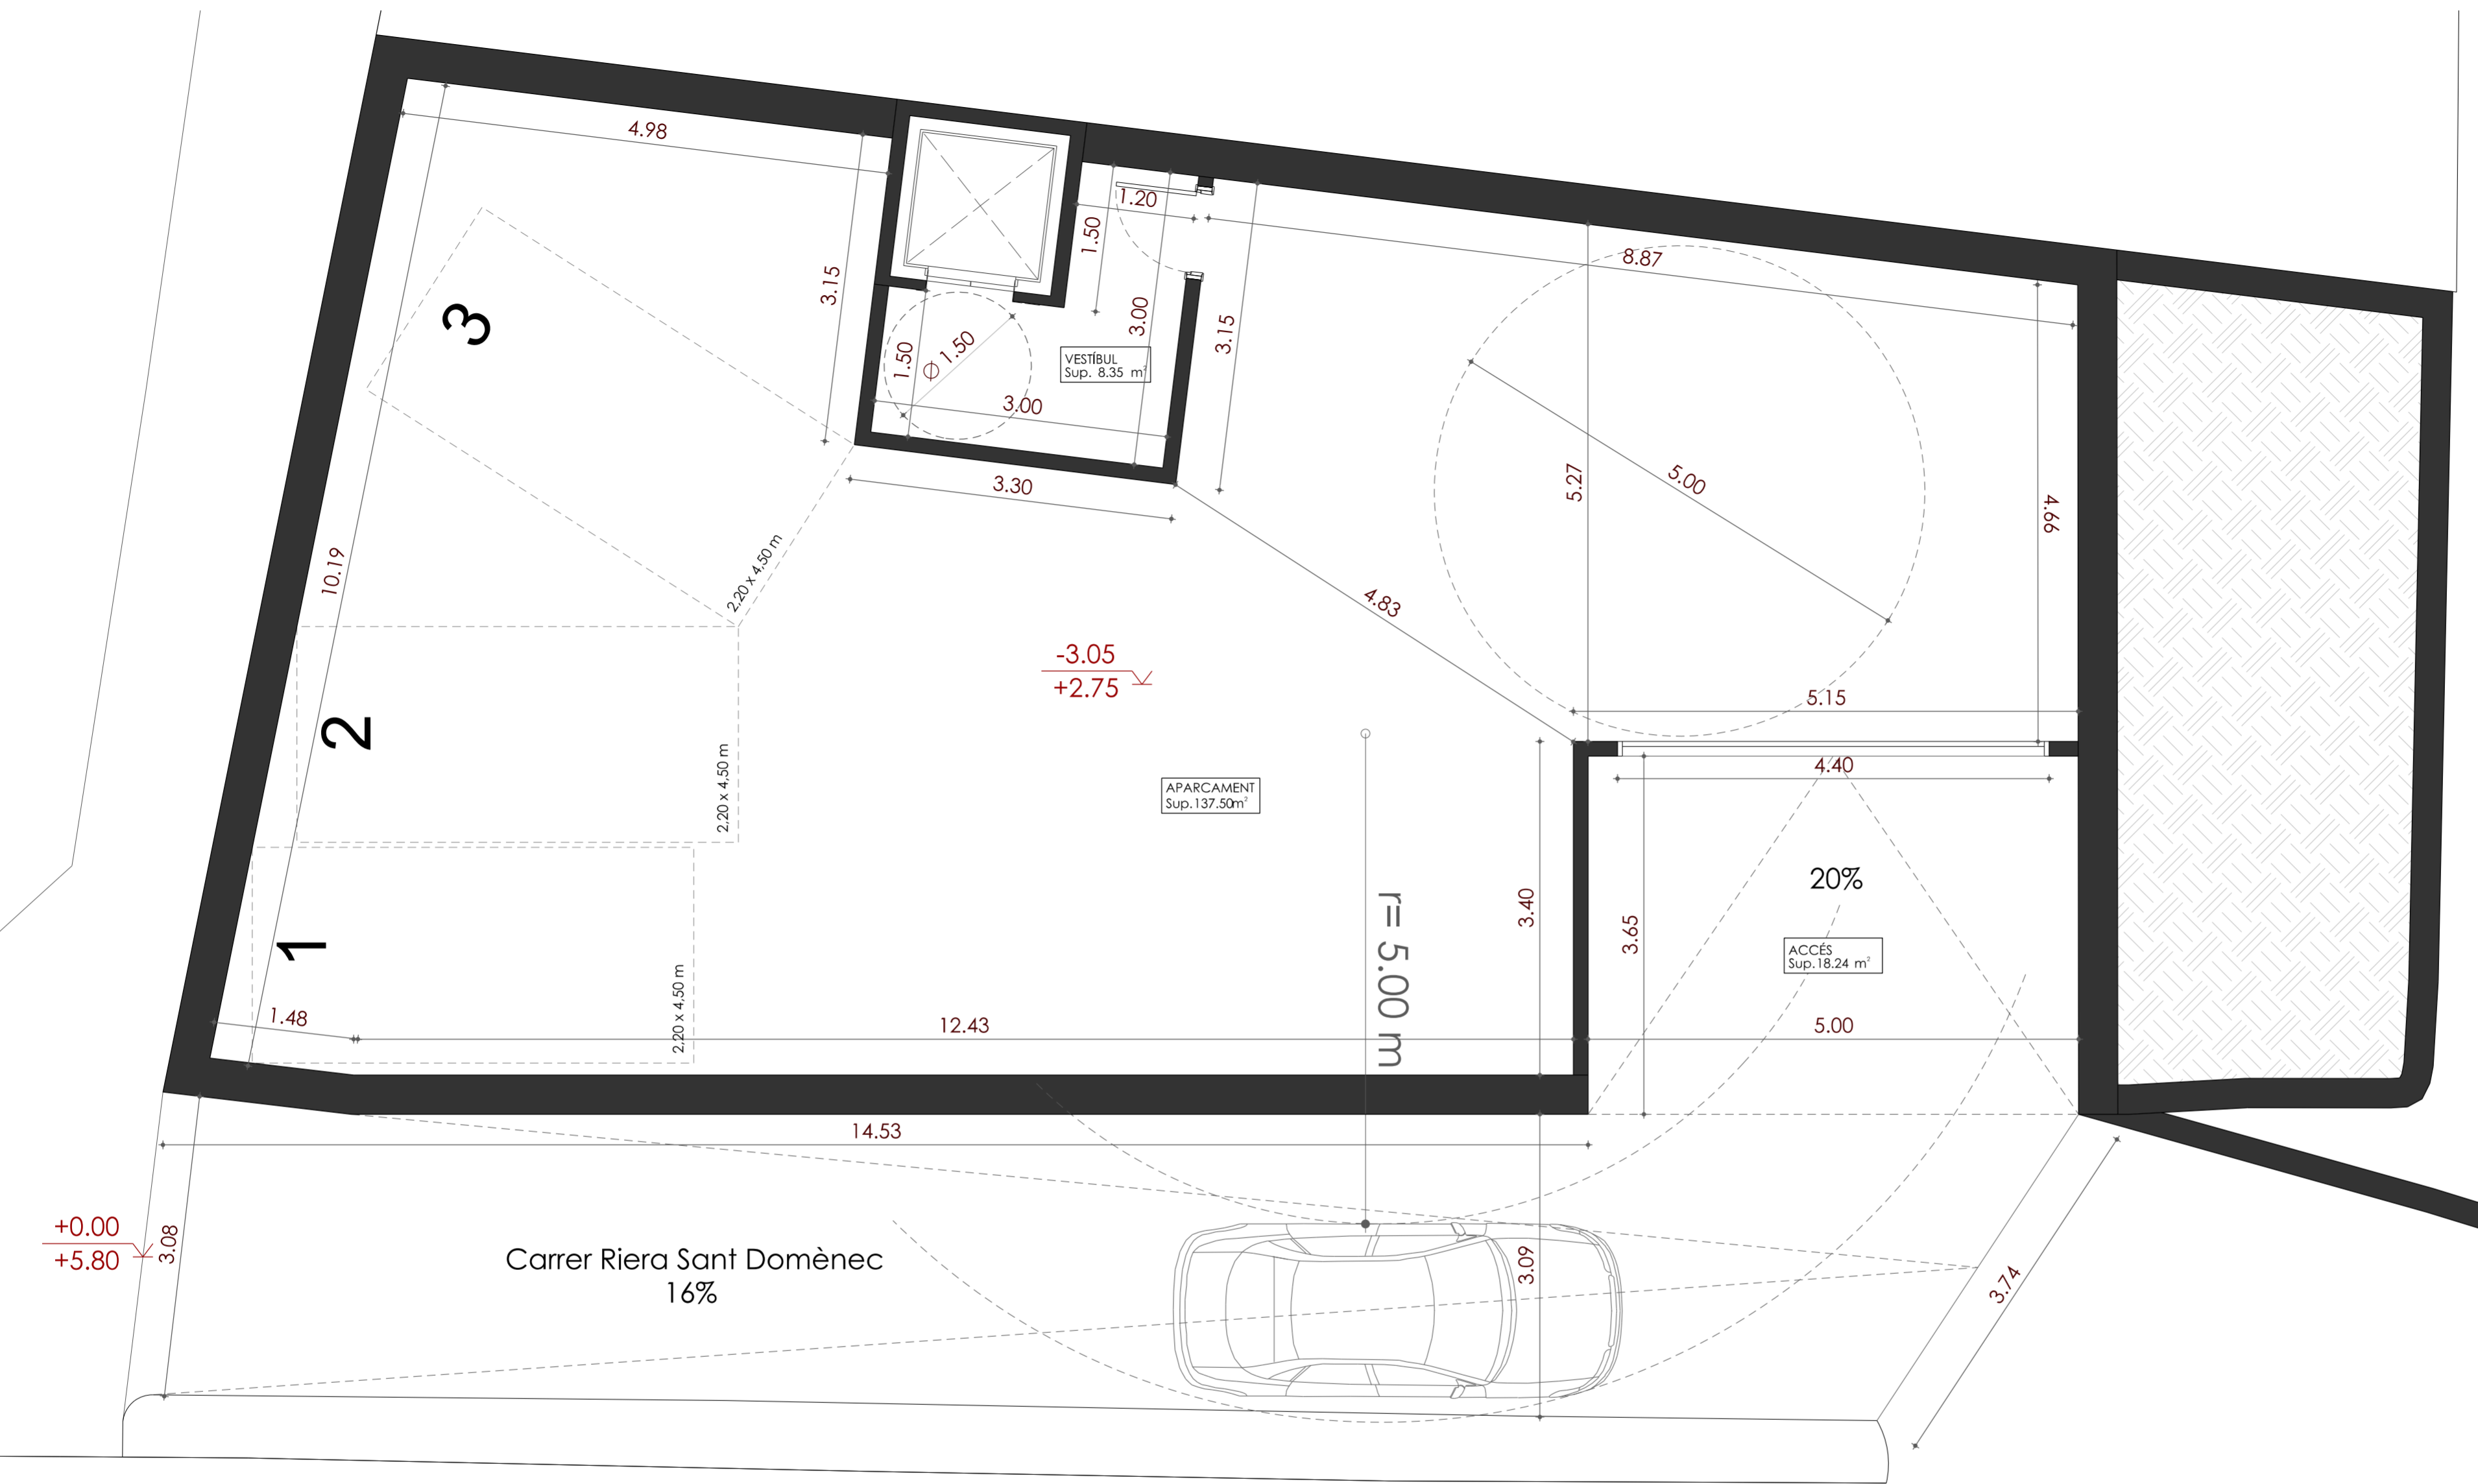 4.98
1.20
8.87
1.50
3.15
3.00
3.15
1.50
Ø 1.50
VESTÍBUL
Sup. 8.35 m²
3.00
3.30
3
5.00
5.27
4.66
10.19
2,20 x 4,50 m
4.83
-3.05
+2.75
5.15
2
2,20 x 4,50 m
4.40
APARCAMENT
Sup.137.50m²
20%
3.40
3.65
r= 5.00 m
ACCÉS
Sup.18.24 m²
1
2,20 x 4,50 m
1.48
12.43
5.00
14.53
+0.00
+5.80
3.08
Carrer Riera Sant Domènec
16%
3.09
3.74